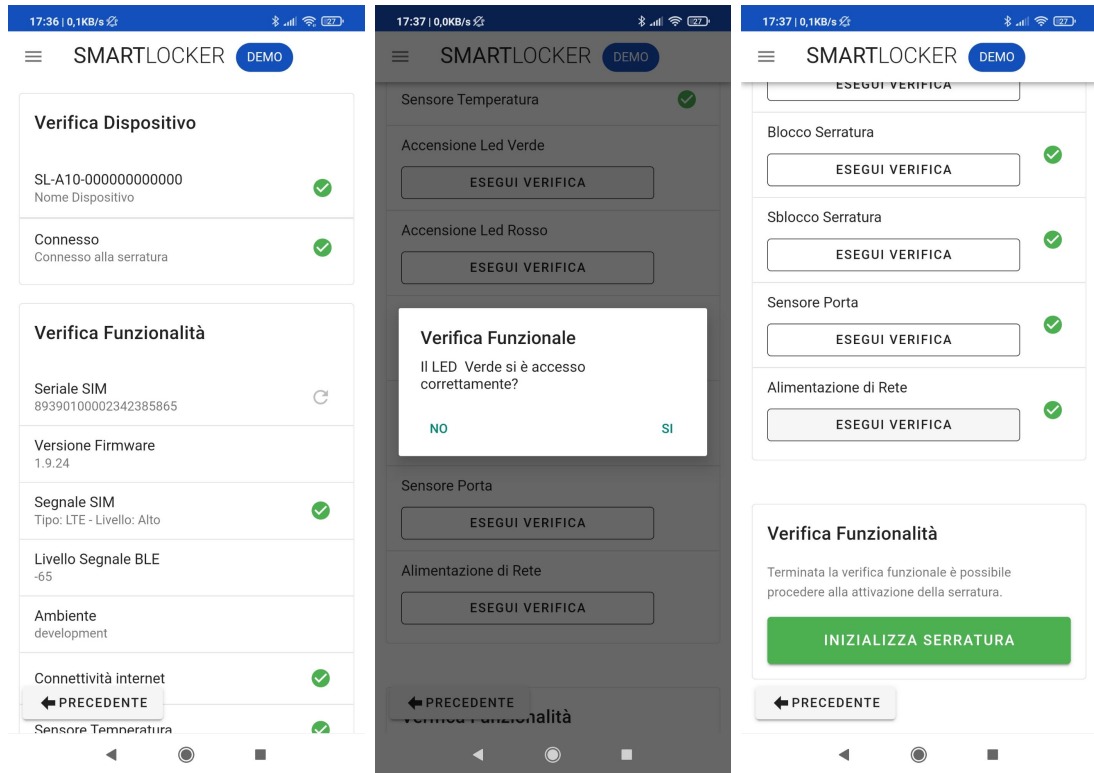 17:36 | 0,1KB/s
27
SMARTLOCKER DEMO
Verifica Dispositivo
SL-A10-000000000000
Nome Dispositivo
Connesso
Connesso alla serratura
Verifica Funzionalità
Seriale SIM
89390100002342385865
Versione Firmware
1.9.24
Segnale SIM
Tipo: LTE - Livello: Alto
Livello Segnale BLE
-65
Ambiente
development
Connettività internet
PRECEDENTE
Sensore Temperatura
17:37 | 0,0KB/s
27
SMARTLOCKER DEMO
Sensore Temperatura
Accensione Led Verde
ESEGUI VERIFICA
Accensione Led Rosso
ESEGUI VERIFICA
Verifica Funzionale
Il LED  Verde si è accesso
correttamente?
NO
SI
Sensore Porta
ESEGUI VERIFICA
Alimentazione di Rete
ESEGUI VERIFICA
PRECEDENTE
Verifica Funzionalità
17:37 | 0,1KB/s
27
SMARTLOCKER DEMO
ESEGUI VERIFICA
Blocco Serratura
ESEGUI VERIFICA
Sblocco Serratura
ESEGUI VERIFICA
Sensore Porta
ESEGUI VERIFICA
Alimentazione di Rete
ESEGUI VERIFICA
Verifica Funzionalità
Terminata la verifica funzionale è possibile
procedere alla attivazione della serratura.
INIZIALIZZA SERRATURA
PRECEDENTE